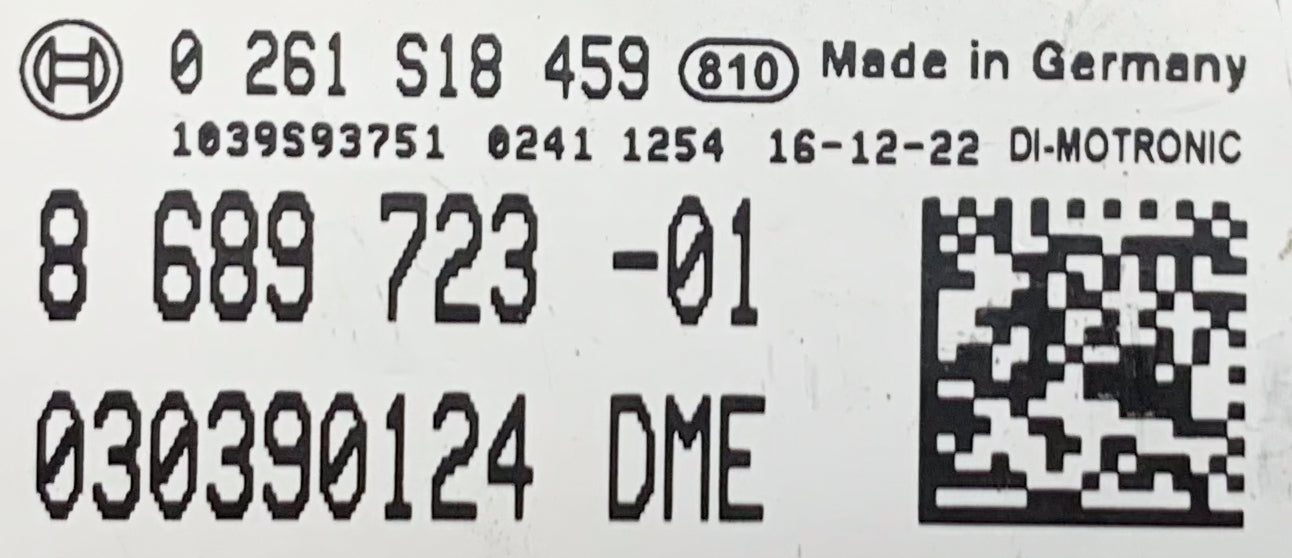 0 261 S18 459 810 Made in Germany
1039S93751 0241 1254 16-12-22 DI-MOTRONIC
8 689 723 -01
030390124 DME